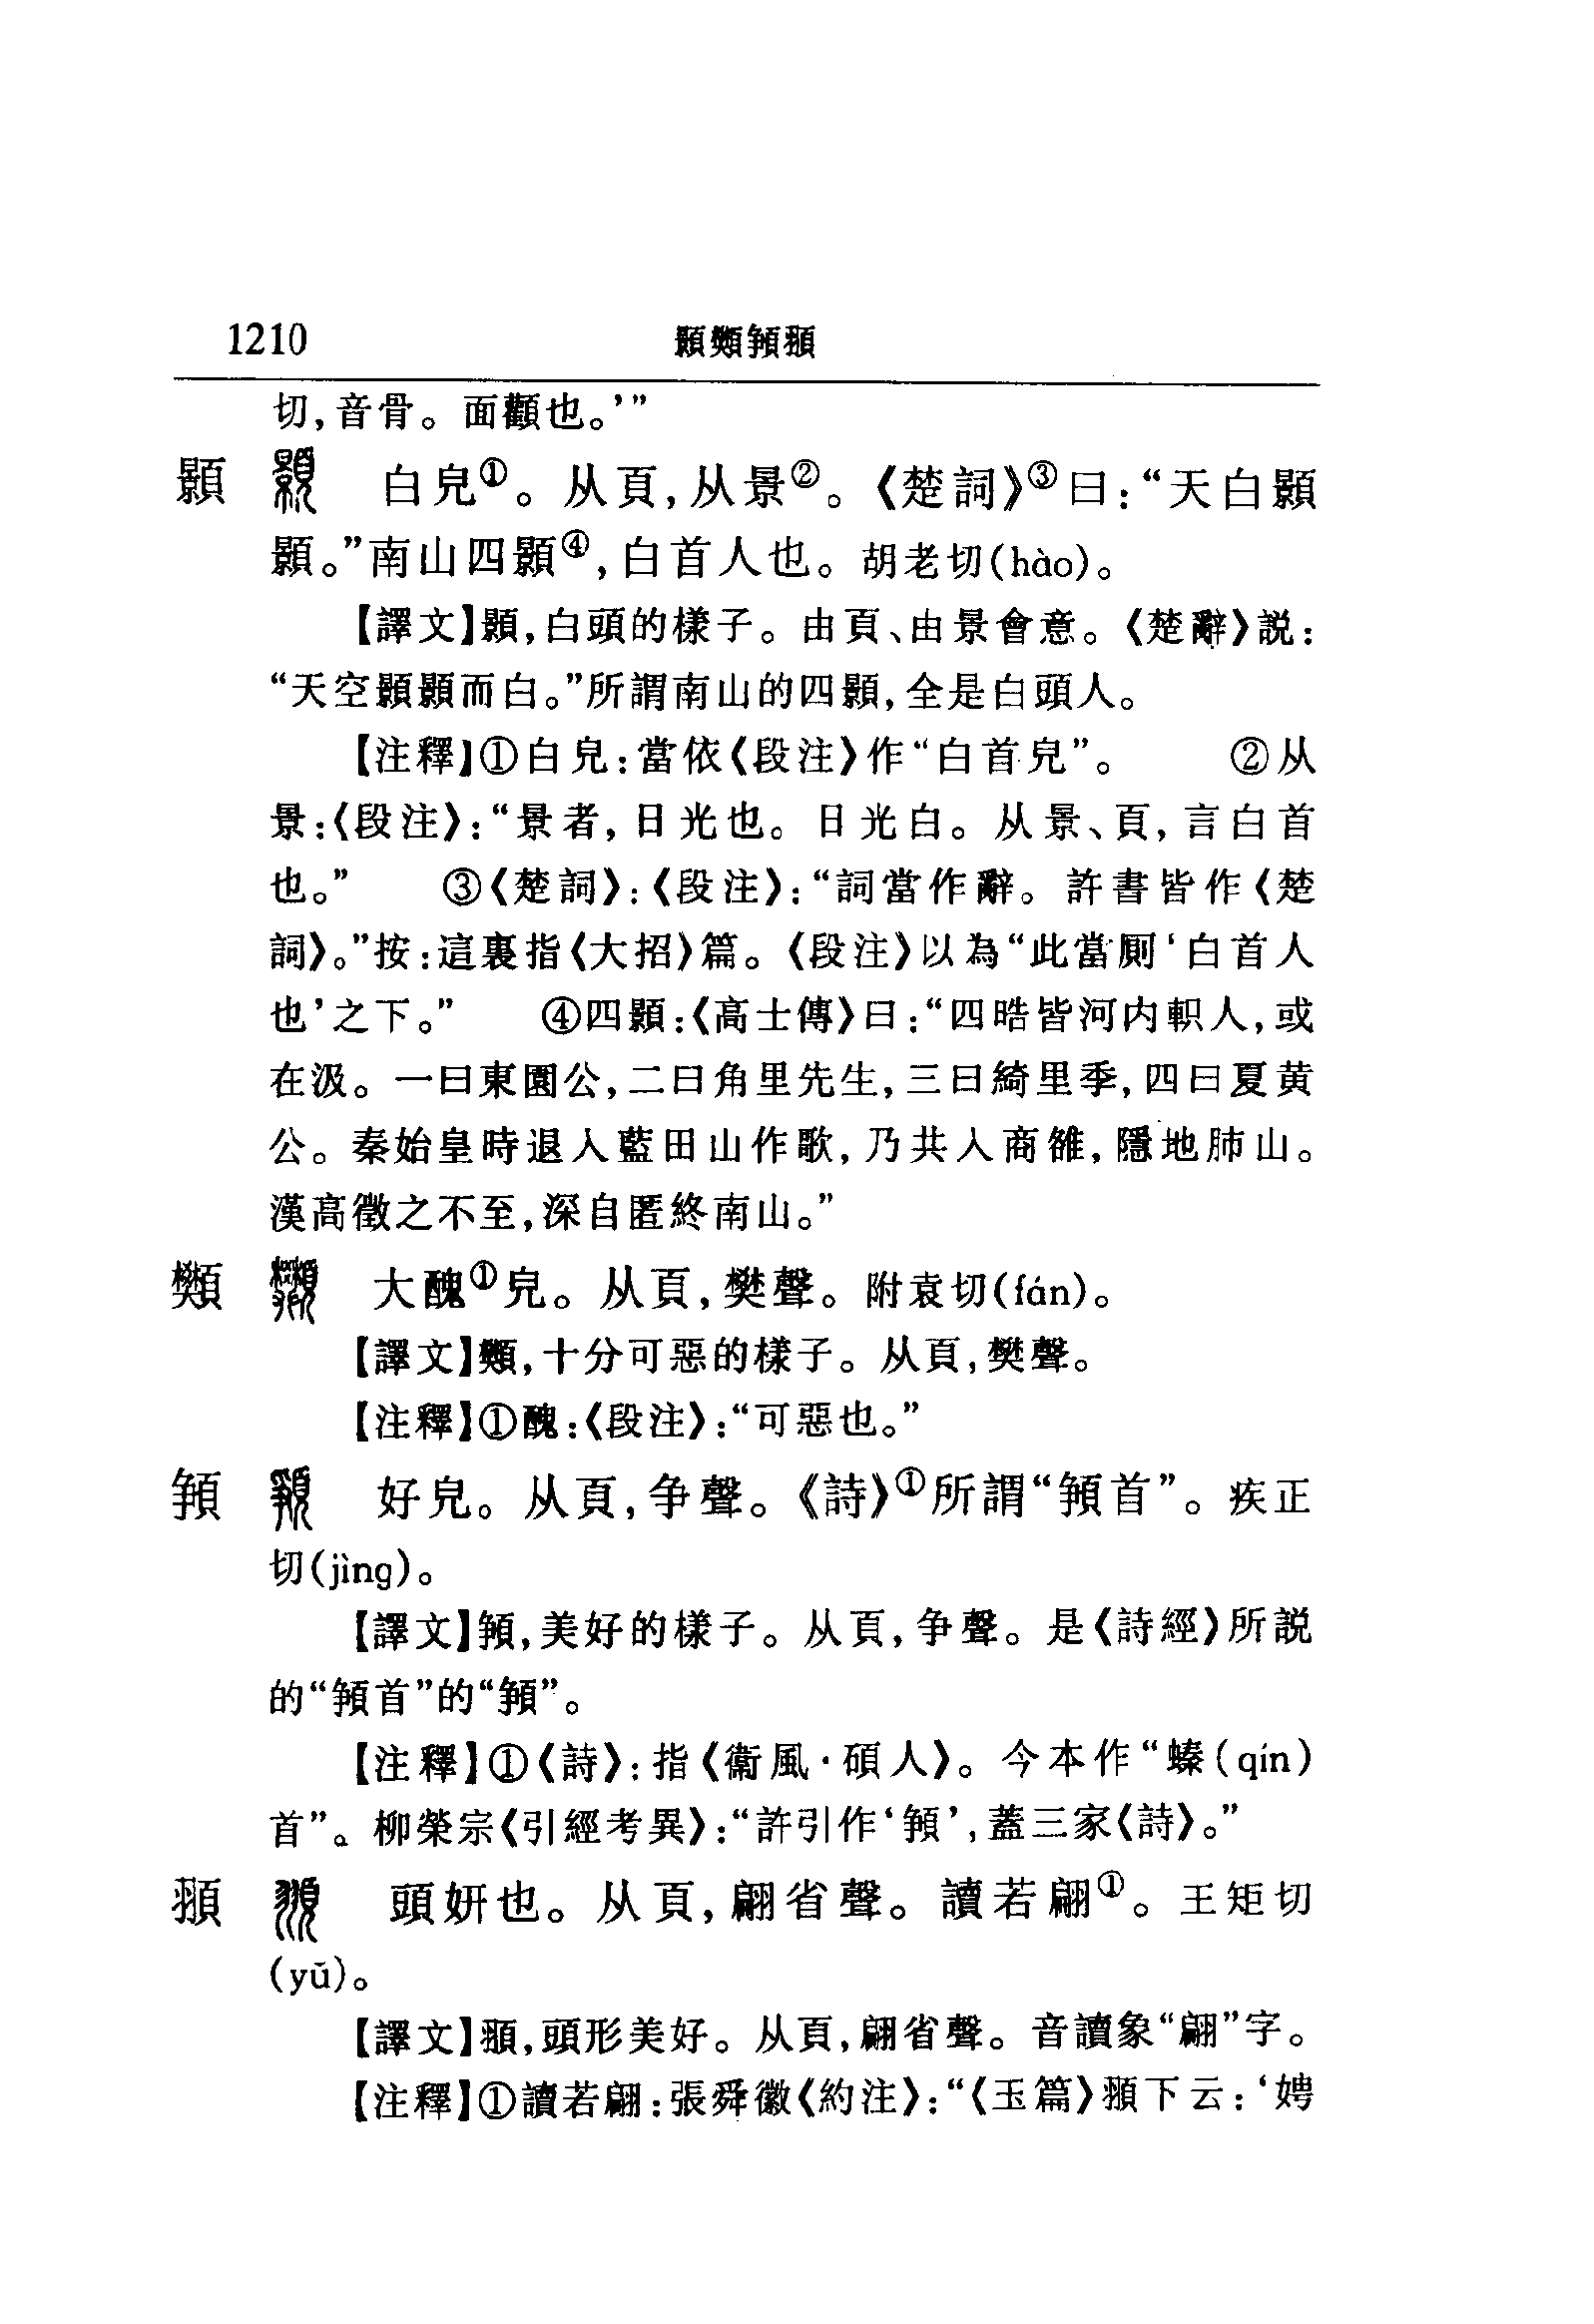 1210 顥䫶䫆䫖
切，音骨。面顴也。’”
顥 白皃①。从頁，从景②。《楚詞》③曰：“天白顥
顥。”南山四顥④，白首人也。胡老切(hào)。
【譯文】顥，白頭的樣子。由頁、由景會意。《楚辭》説：
“天空顥顥而白。”所謂南山的四顥，全是白頭人。
【注釋】①白皃：當依《段注》作“白首皃”。 ②从
景：《段注》：“景者，日光也。日光白。从景、頁，言白首
也。” ③《楚詞》：《段注》：“詞當作辭。許書皆作《楚
詞》。”按：這裏指《大招》篇。《段注》以為“此當厠‘白首人
也’之下。” ④四顥：《高士傳》曰：“四晧皆河内軹人，或
在汲。一曰東園公，二曰角里先生，三曰綺里季，四曰夏黄
公。秦始皇時退入藍田山作歌，乃共入商雒，隱地肺山。
漢高徵之不至，深自匿終南山。”
大醜①皃。从頁，樊聲。附袁切(fán)。
【譯文】，十分可惡的樣子。从頁，樊聲。
【注釋】①醜：《段注》：“可惡也。”
好皃。从頁，争聲。《詩》①所謂“首”。疾正
切(jìng)。
【譯文】，美好的樣子。从頁，争聲。是《詩經》所説
的“首”的“”。
【注釋】①《詩》：指《衞風·碩人》。今本作“螓(qín)
首”。柳榮宗《引經考異》：“許引作‘’，蓋三家《詩》。”
頭妍也。从頁，翩省聲。讀若翩①。王矩切
(yǔ)。
【譯文】，頭形美好。从頁，翩省聲。音讀象“翩”字。
【注釋】①讀若翩：張舜徽《約注》：“《玉篇》下云：‘娉